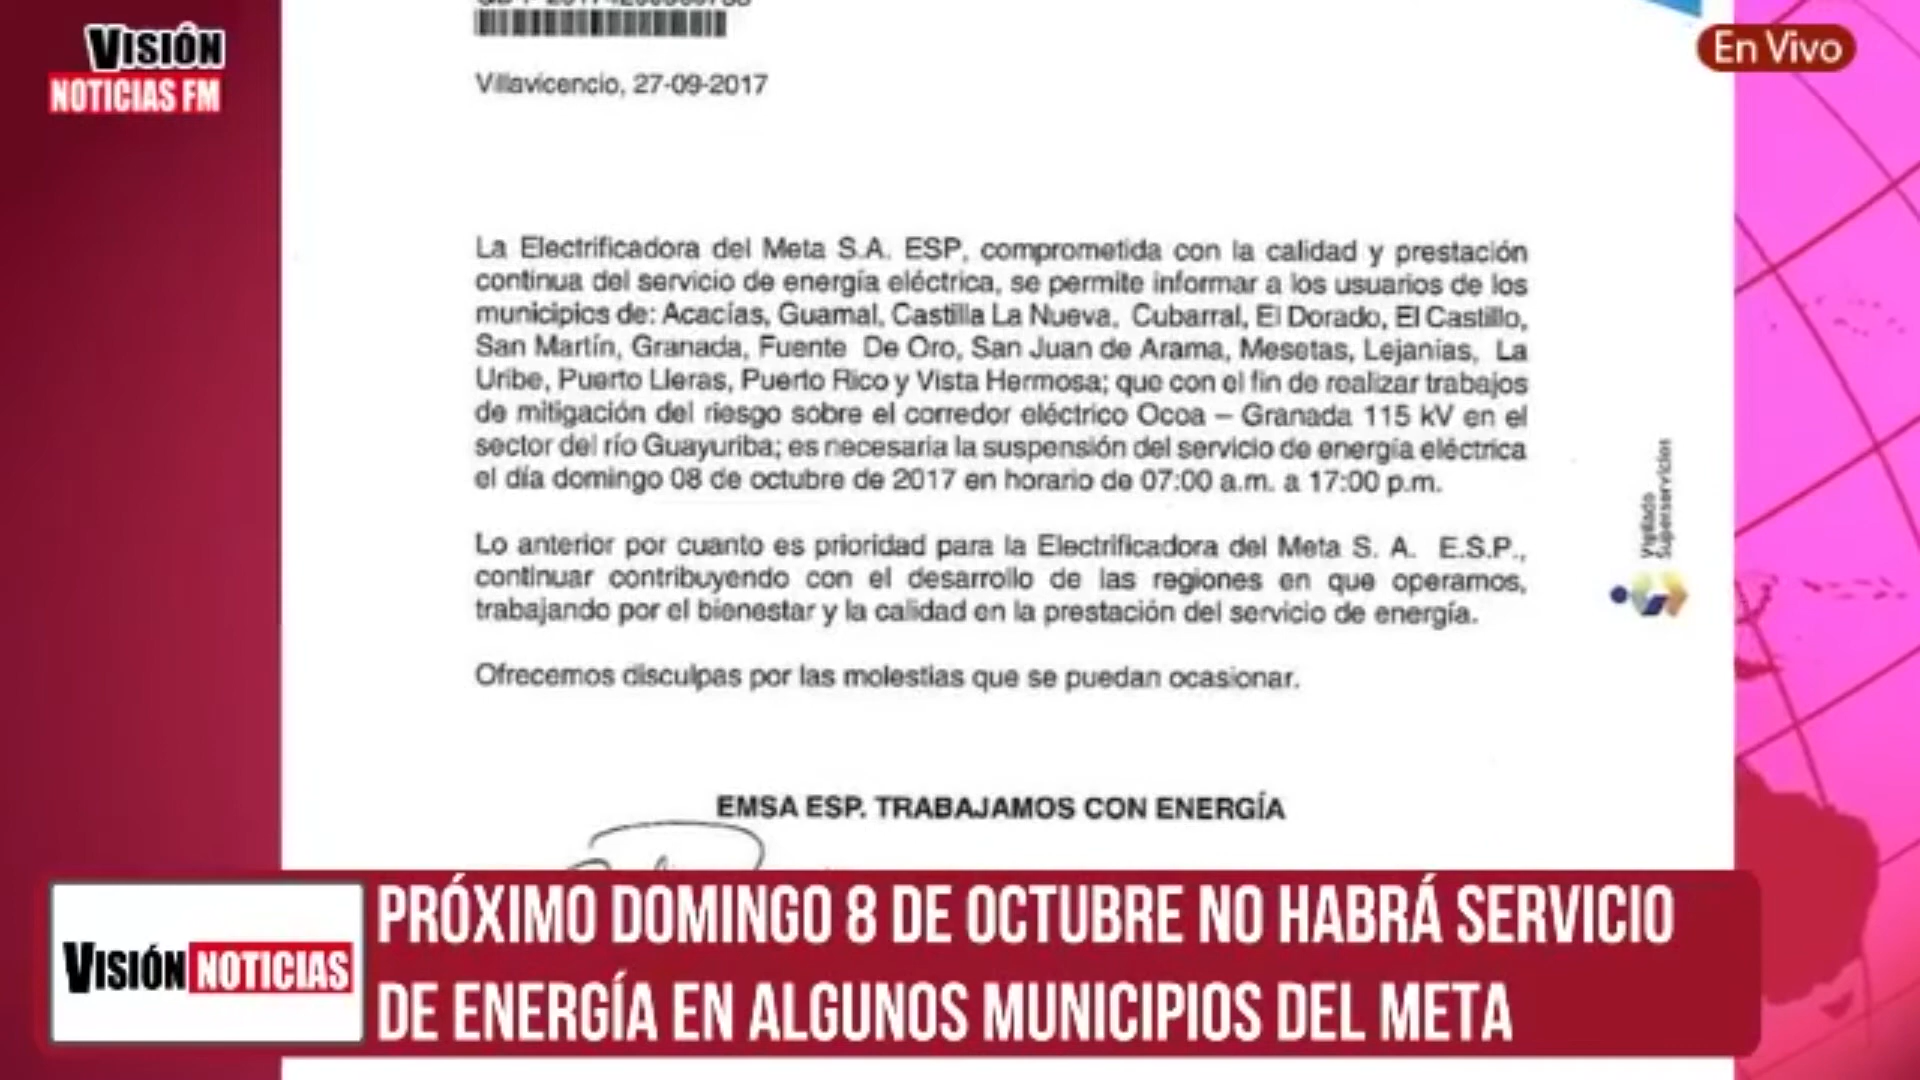 VISIÓN
NOTICIAS FM
En Vivo
Villavicencio, 27-09-2017
La Electrificadora del Meta S.A. ESP, comprometida con la calidad y prestación
continua del servicio de energía eléctrica, se permite informar a los usuarios de los
municipios de: Acacías, Guamal, Castilla La Nueva, Cubarral, El Dorado, El Castillo,
San Martín, Granada, Fuente De Oro, San Juan de Arama, Mesetas, Lejanías, La
Uribe, Puerto Lleras, Puerto Rico y Vista Hermosa; que con el fin de realizar trabajos
de mitigación del riesgo sobre el corredor eléctrico Ocoa – Granada 115 kV en el
sector del río Guayuriba; es necesaria la suspensión del servicio de energía eléctrica
el día domingo 08 de octubre de 2017 en horario de 07:00 a.m. a 17:00 p.m.
Lo anterior por cuanto es prioridad para la Electrificadora del Meta S. A. E.S.P.,
continuar contribuyendo con el desarrollo de las regiones en que operamos,
trabajando por el bienestar y la calidad en la prestación del servicio de energía.
Ofrecemos disculpas por las molestias que se puedan ocasionar.
Vigilado
Superservicios
EMSA ESP. TRABAJAMOS CON ENERGÍA
VISIÓN NOTICIAS
PRÓXIMO DOMINGO 8 DE OCTUBRE NO HABRÁ SERVICIO
DE ENERGÍA EN ALGUNOS MUNICIPIOS DEL META